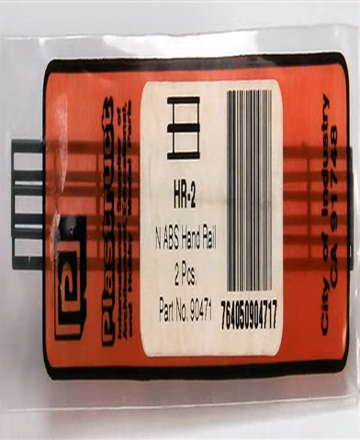 Plastruct
HR-2
N ABS Hand Rail
2 Pcs.
Part No. 90471
764050904717
City of Industry
CA 91748